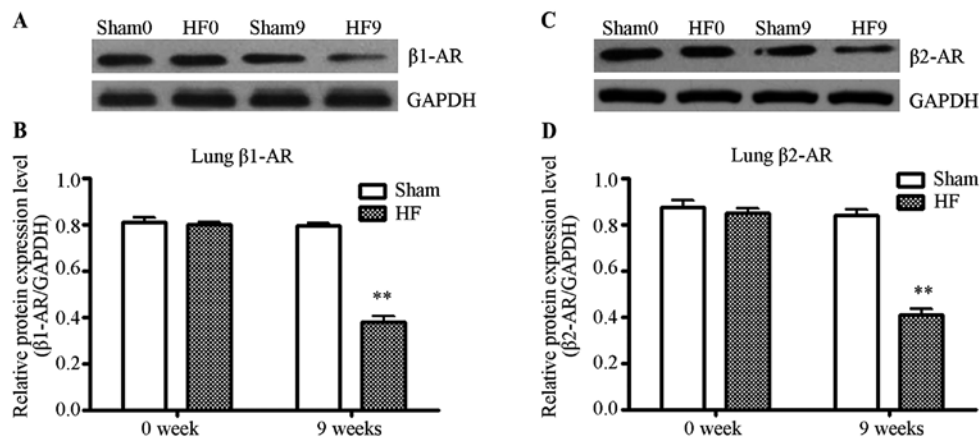 A
Sham0 HF0 Sham9 HF9
β1-AR
GAPDH
B
Lung β1-AR
Relative protein expression level
(β1-AR/GAPDH)
1.0
0.8
0.6
0.4
0.2
0.0
Sham
HF
**
0 week 9 weeks
C
Sham0 HF0 Sham9 HF9
β2-AR
GAPDH
D
Lung β2-AR
Relative protein expression level
(β2-AR/GAPDH)
1.0
0.8
0.6
0.4
0.2
0.0
Sham
HF
**
0 week 9 weeks